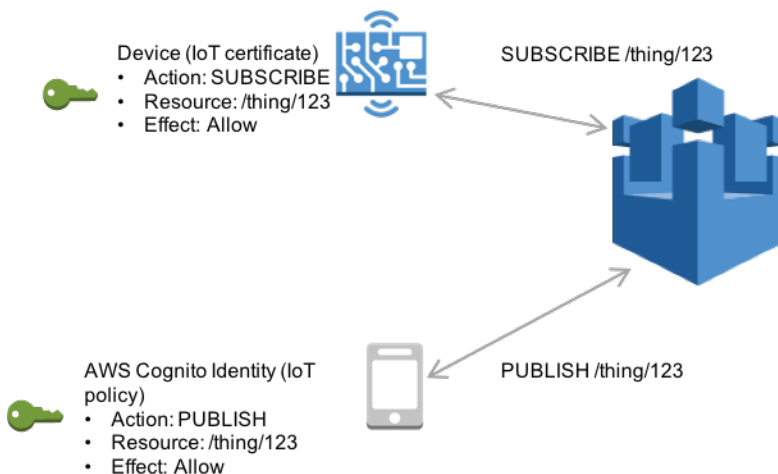 Device (IoT certificate)
• Action: SUBSCRIBE
• Resource: /thing/123
• Effect: Allow
SUBSCRIBE /thing/123
AWS Cognito Identity (IoT
policy)
• Action: PUBLISH
• Resource: /thing/123
• Effect: Allow
PUBLISH /thing/123